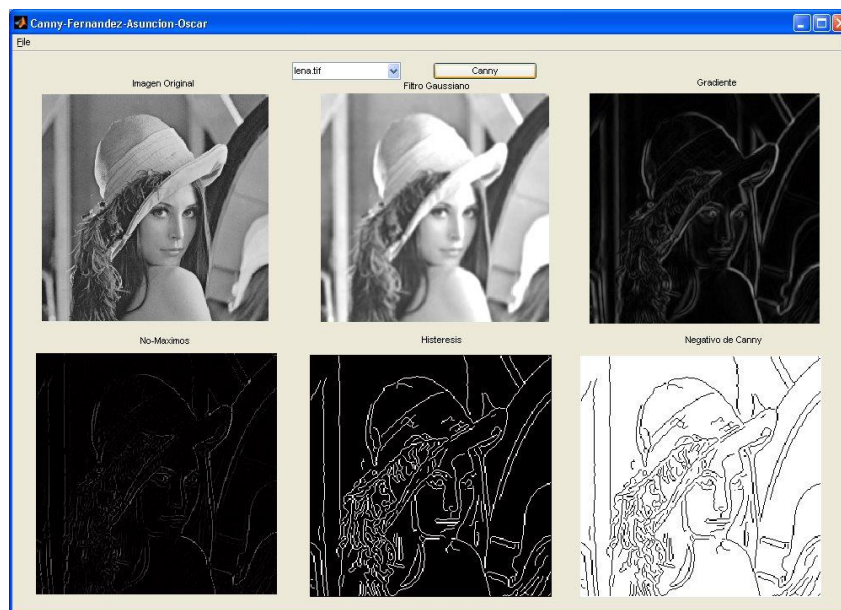 Canny-Fernandez-Asuncion-Oscar
File
lena.tif
Canny
Imagen Original
Filtro Gaussiano
Gradiente
No-Maximos
Histeresis
Negativo de Canny